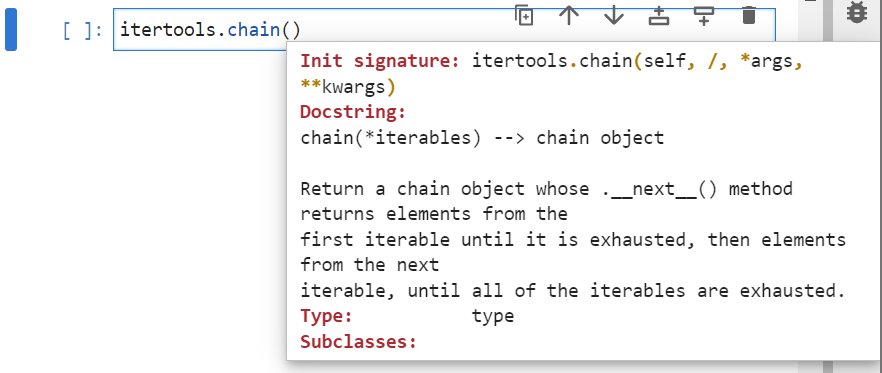 [ ]: itertools.chain()
Init signature: itertools.chain(self, /, *args,
**kwargs)
Docstring:
chain(*iterables) --> chain object
Return a chain object whose .__next__() method
returns elements from the
first iterable until it is exhausted, then elements
from the next
iterable, until all of the iterables are exhausted.
Type: type
Subclasses: